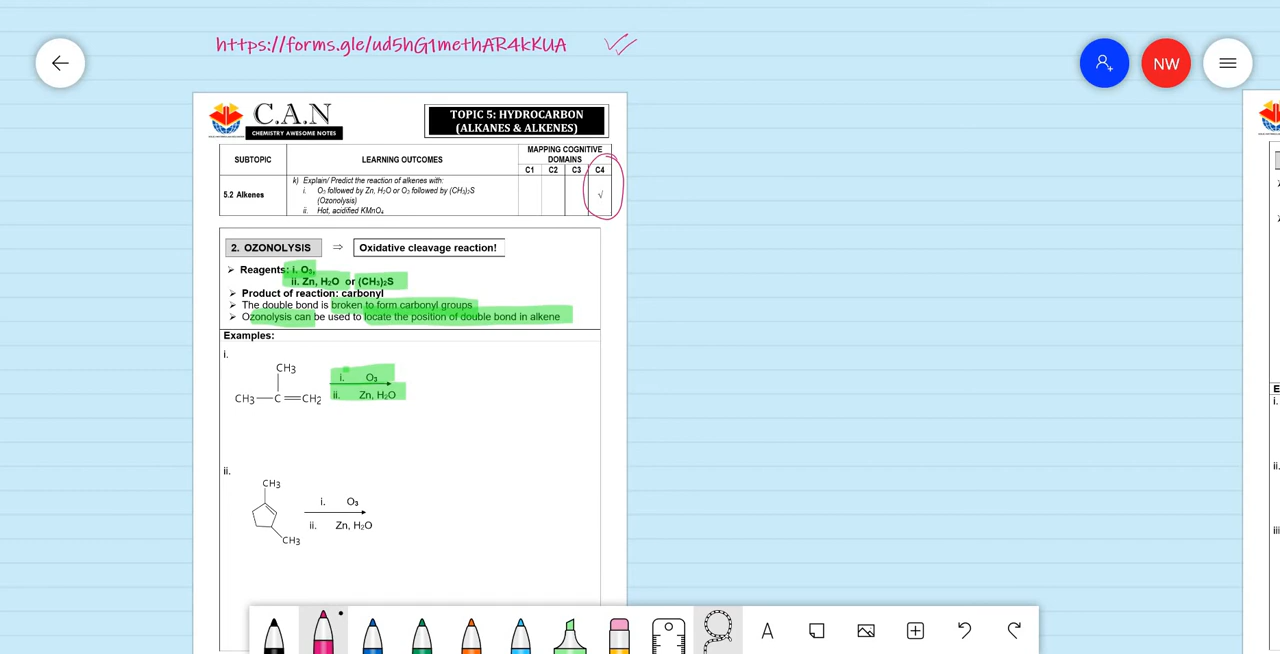 https://forms.gle/ud5hG1methAR4kKUA
NW
C.A.N
CHEMISTRY AWESOME NOTES
TOPIC 5: HYDROCARBON
(ALKANES & ALKENES)
SUBTOPIC
LEARNING OUTCOMES
MAPPING COGNITIVE
DOMAINS
C1 C2 C3 C4
5.2 Alkenes
k) Explain/ Predict the reaction of alkenes with:
i. O₃ followed by Zn, H₂O or O₃ followed by (CH₃)₂S
(Ozonolysis)
ii. Hot, acidified KMnO₄
√
2. OZONOLYSIS ⇒ Oxidative cleavage reaction!
➢ Reagents: i. O₃,
ii. Zn, H₂O or (CH₃)₂S
➢ Product of reaction: carbonyl
➢ The double bond is broken to form carbonyl groups
➢ Ozonolysis can be used to locate the position of double bond in alkene
Examples:
i.
CH3
CH3 C CH2
i. O₃
ii. Zn, H₂O
ii.
CH3
CH3
i. O₃
ii. Zn, H₂O
A
E
i.
ii.
iii